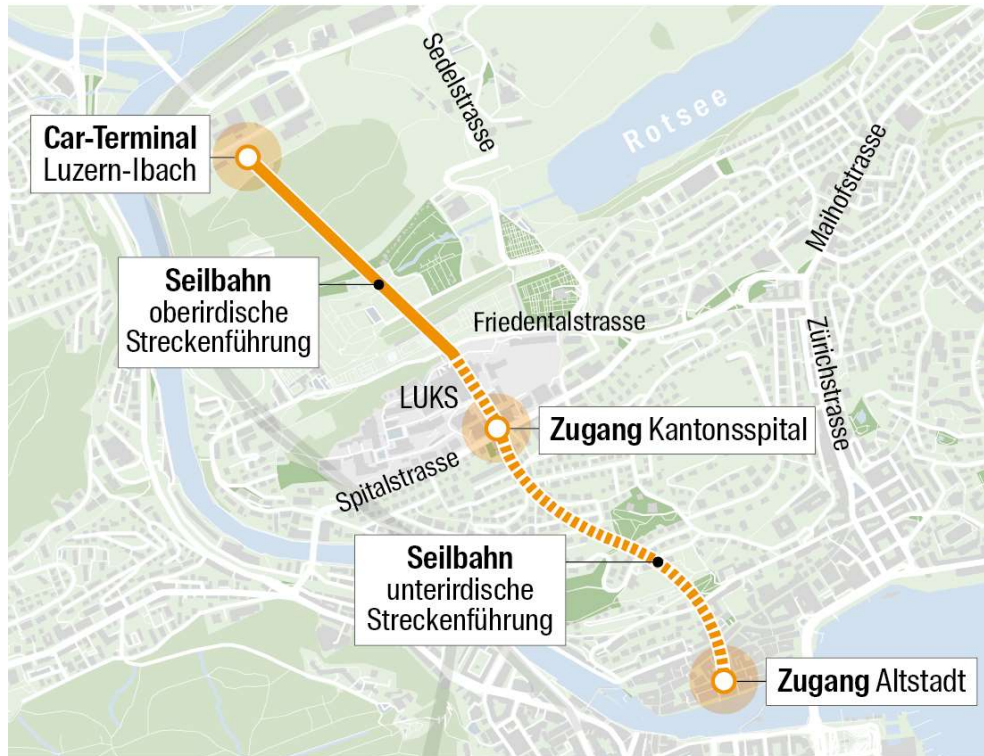 Sedelstrasse
Rotsee
Car-Terminal
Luzern-Ibach
Maihofstrasse
Seilbahn
oberirdische
Streckenführung
Friedentalstrasse
Zürichstrasse
LUKS
Zugang Kantonsspital
Spitalstrasse
Seilbahn
unterirdische
Streckenführung
Zugang Altstadt